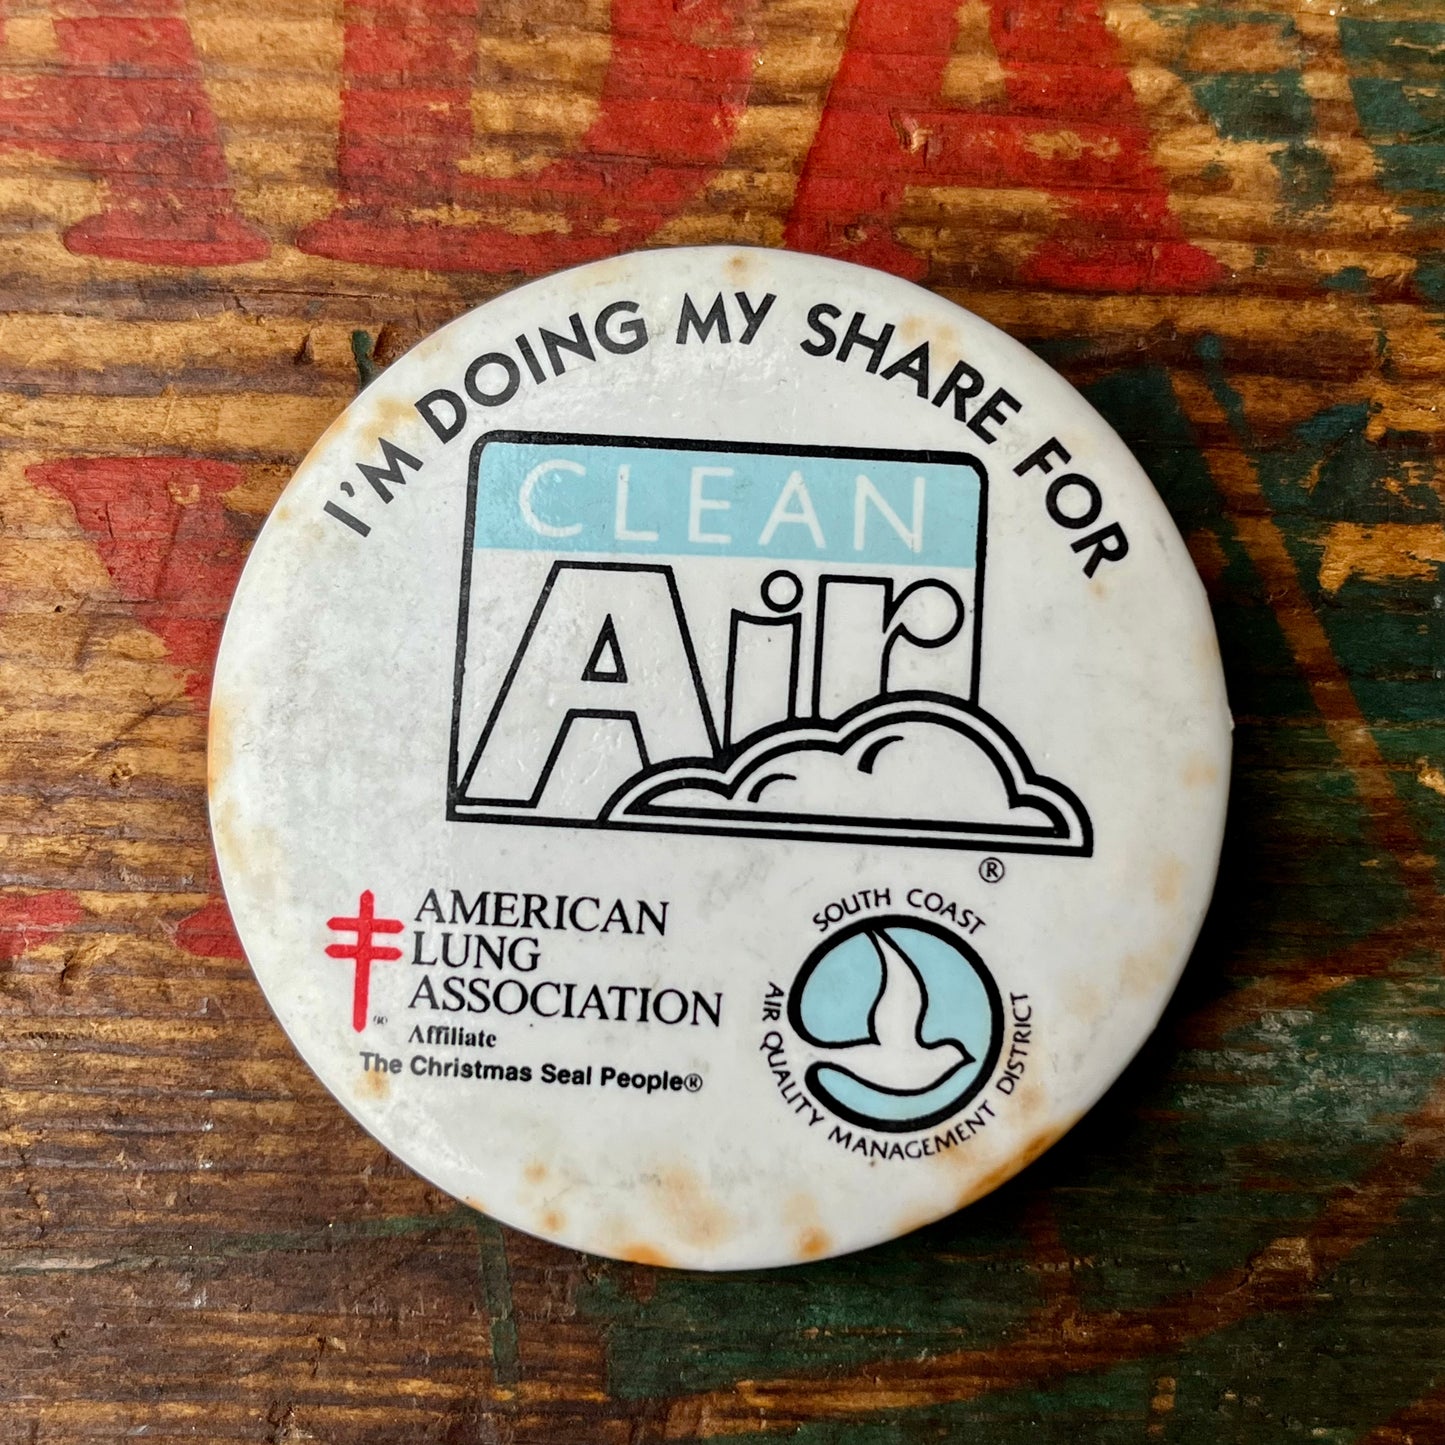 I'M DOING MY SHARE FOR
CLEAN
Air
®
AMERICAN
LUNG
ASSOCIATION
®
Affiliate
The Christmas Seal People®
SOUTH COAST
AIR QUALITY MANAGEMENT DISTRICT